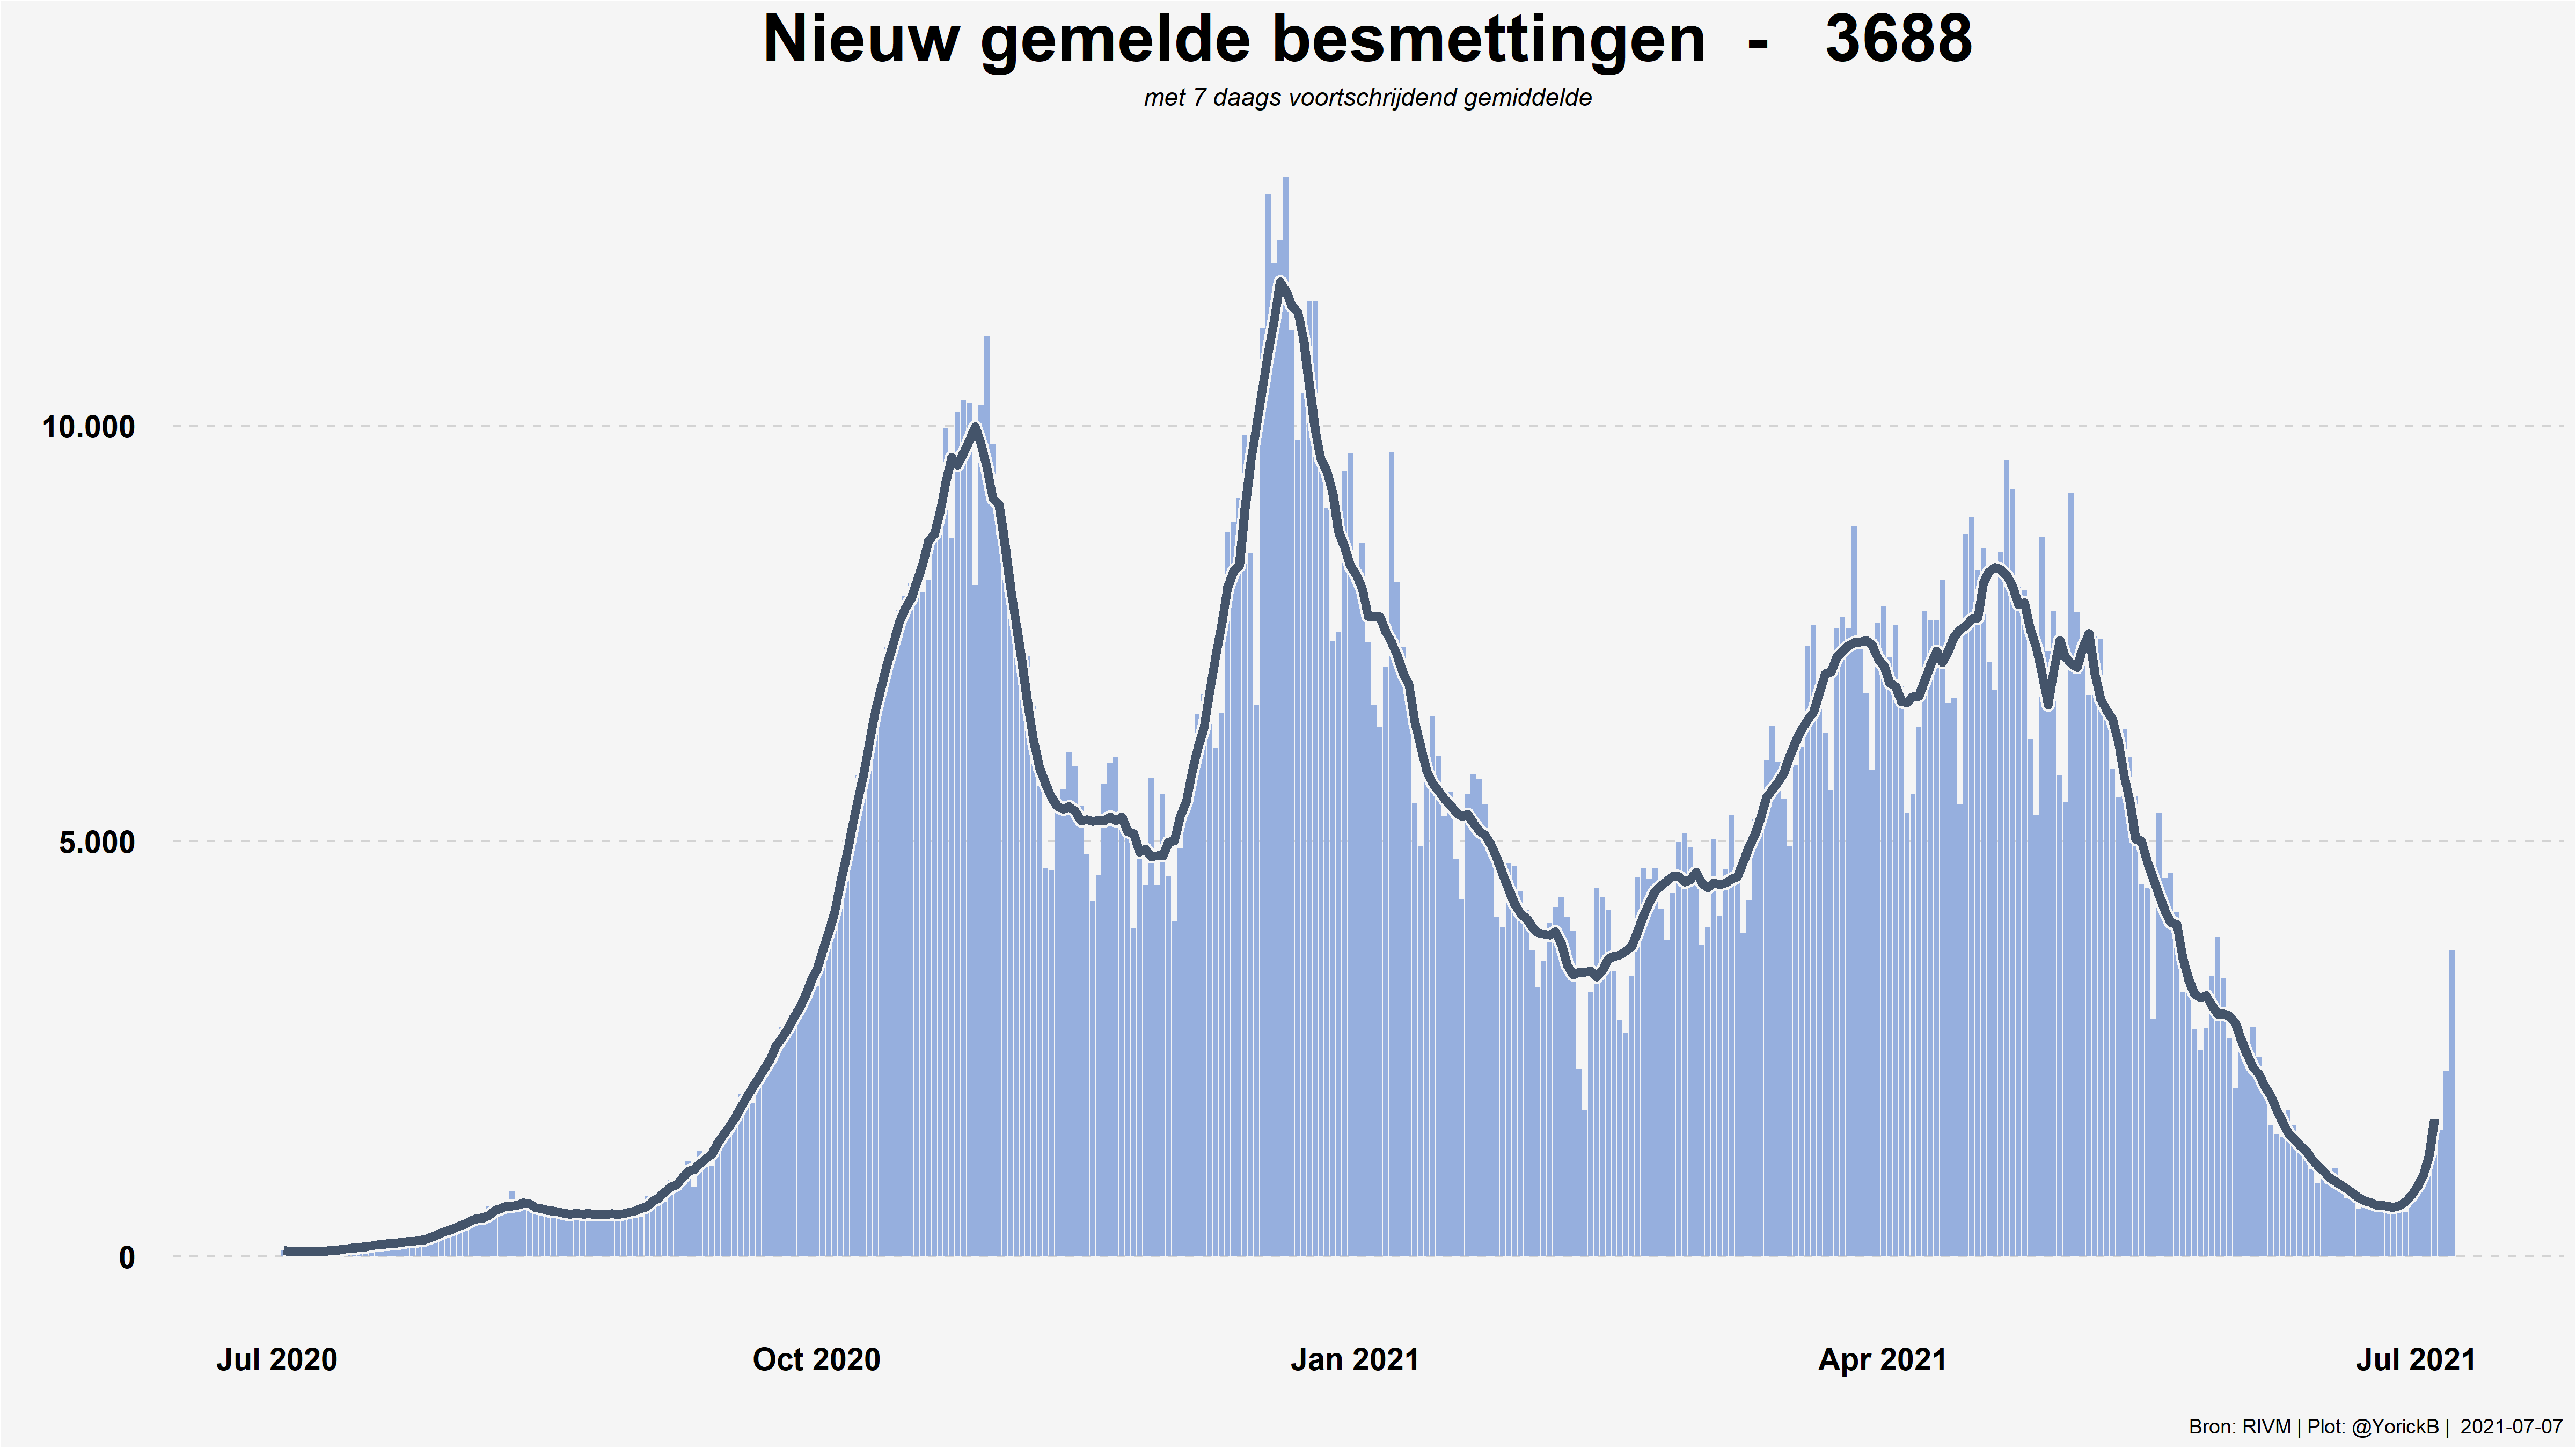 Nieuw gemelde besmettingen - 3688
met 7 daags voortschrijdend gemiddelde
10.000
5.000
0
Jul 2020 Oct 2020 Jan 2021 Apr 2021 Jul 2021
Bron: RIVM | Plot: @YorickB | 2021-07-07